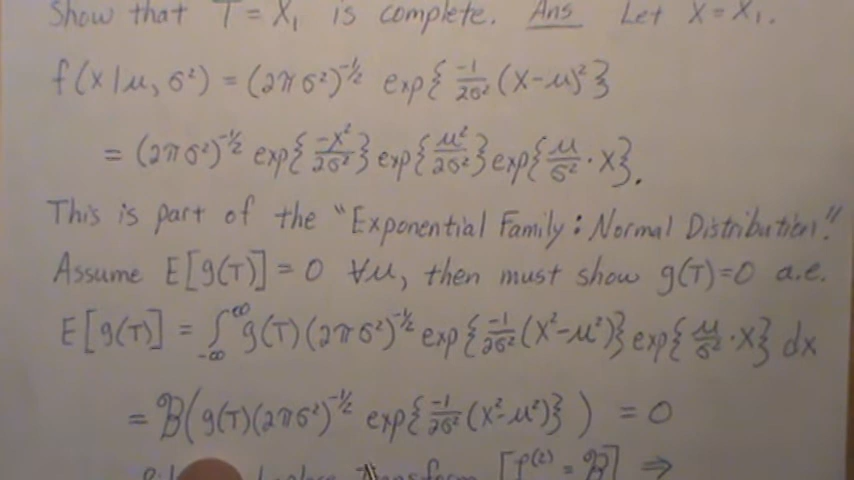 Show that T = X₁ is complete. Ans Let X = X₁.
f(x|μ, σ²) = (2πσ²)^{-1/2} exp{ -1/2σ² (x-μ)² }
= (2πσ²)^{-1/2} exp{ -x²/2σ² } exp{ μ²/2σ² } exp{ μ/σ² · x }.
This is part of the "Exponential Family: Normal Distribution."
Assume E[g(T)] = 0 ∀μ, then must show g(T)=0 a.e.
E[g(T)] = ∫_{-∞}^{∞} g(T)(2πσ²)^{-1/2} exp{ -1/2σ² (x²-μ²) } exp{ μ/σ² · x } dx
= B( g(T)(2πσ²)^{-1/2} exp{ -1/2σ² (x²-μ²) } ) = 0
transform [ = B] ⇒